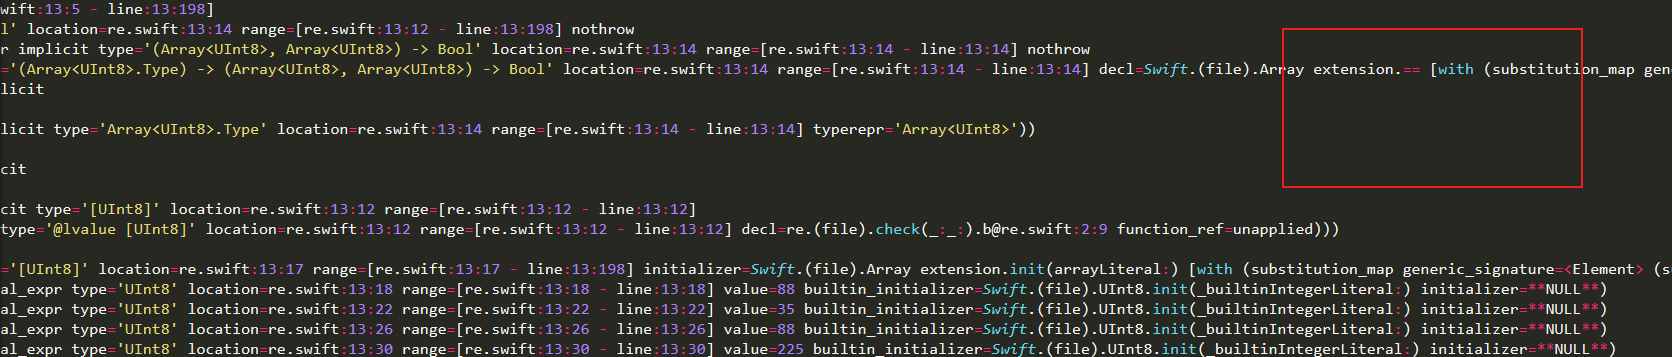 wift:13:5 - line:13:198]
l' location=re.swift:13:14 range=[re.swift:13:12 - line:13:198] nothrow
r implicit type='(Array<UInt8>, Array<UInt8>) -> Bool' location=re.swift:13:14 range=[re.swift:13:14 - line:13:14] nothrow
='(Array<UInt8>.Type) -> (Array<UInt8>, Array<UInt8>) -> Bool' location=re.swift:13:14 range=[re.swift:13:14 - line:13:14] decl=Swift.(file).Array extension.== [with (substitution_map gene
licit
licit type='Array<UInt8>.Type' location=re.swift:13:14 range=[re.swift:13:14 - line:13:14] typerepr='Array<UInt8>'))
cit
cit type='[UInt8]' location=re.swift:13:12 range=[re.swift:13:12 - line:13:12]
type='@lvalue [UInt8]' location=re.swift:13:12 range=[re.swift:13:12 - line:13:12] decl=re.(file).check(_:_:).b@re.swift:2:9 function_ref=unapplied)))
='[UInt8]' location=re.swift:13:17 range=[re.swift:13:17 - line:13:198] initializer=Swift.(file).Array extension.init(arrayLiteral:) [with (substitution_map generic_signature=<Element> (s
al_expr type='UInt8' location=re.swift:13:18 range=[re.swift:13:18 - line:13:18] value=88 builtin_initializer=Swift.(file).UInt8.init(_builtinIntegerLiteral:) initializer=**NULL**)
al_expr type='UInt8' location=re.swift:13:22 range=[re.swift:13:22 - line:13:22] value=35 builtin_initializer=Swift.(file).UInt8.init(_builtinIntegerLiteral:) initializer=**NULL**)
al_expr type='UInt8' location=re.swift:13:26 range=[re.swift:13:26 - line:13:26] value=88 builtin_initializer=Swift.(file).UInt8.init(_builtinIntegerLiteral:) initializer=**NULL**)
al_expr type='UInt8' location=re.swift:13:30 range=[re.swift:13:30 - line:13:30] value=225 builtin_initializer=Swift.(file).UInt8.init(_builtinIntegerLiteral:) initializer=**NULL**)